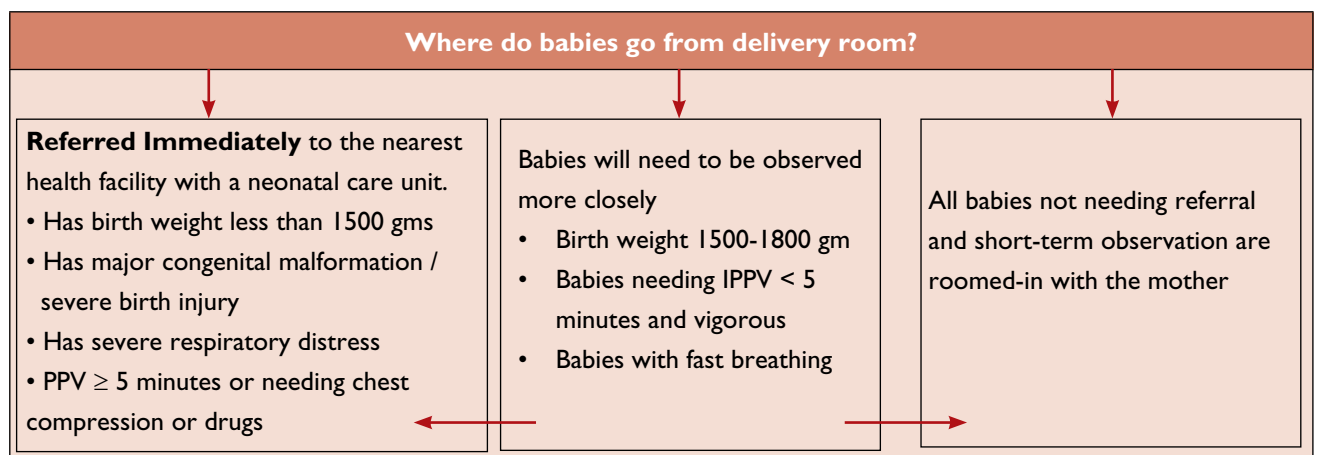 Where do babies go from delivery room?
Referred Immediately to the nearest
health facility with a neonatal care unit.
• Has birth weight less than 1500 gms
• Has major congenital malformation /
severe birth injury
• Has severe respiratory distress
• PPV ≥ 5 minutes or needing chest
compression or drugs
Babies will need to be observed
more closely
• Birth weight 1500-1800 gm
• Babies needing IPPV < 5
minutes and vigorous
• Babies with fast breathing
All babies not needing referral
and short-term observation are
roomed-in with the mother